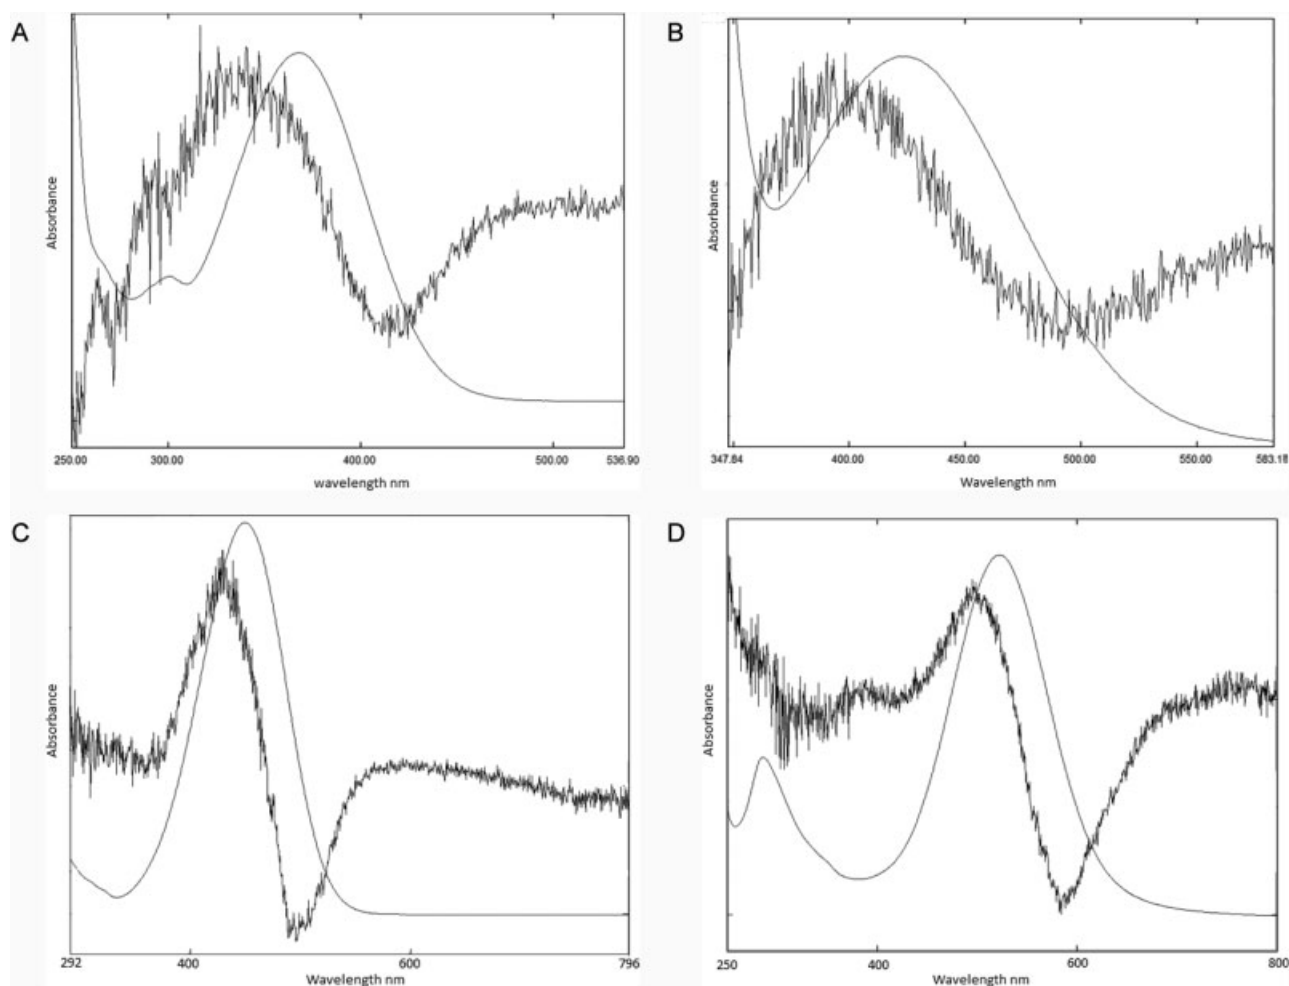 A
Absorbance
250.00 300.00 400.00 500.00 536.90
wavelength nm
B
Absorbance
347.84 400.00 450.00 500.00 550.00 583.18
Wavelength nm
C
Absorbance
292 400 600 796
Wavelength nm
D
Absorbance
250 400 600 800
Wavelength nm